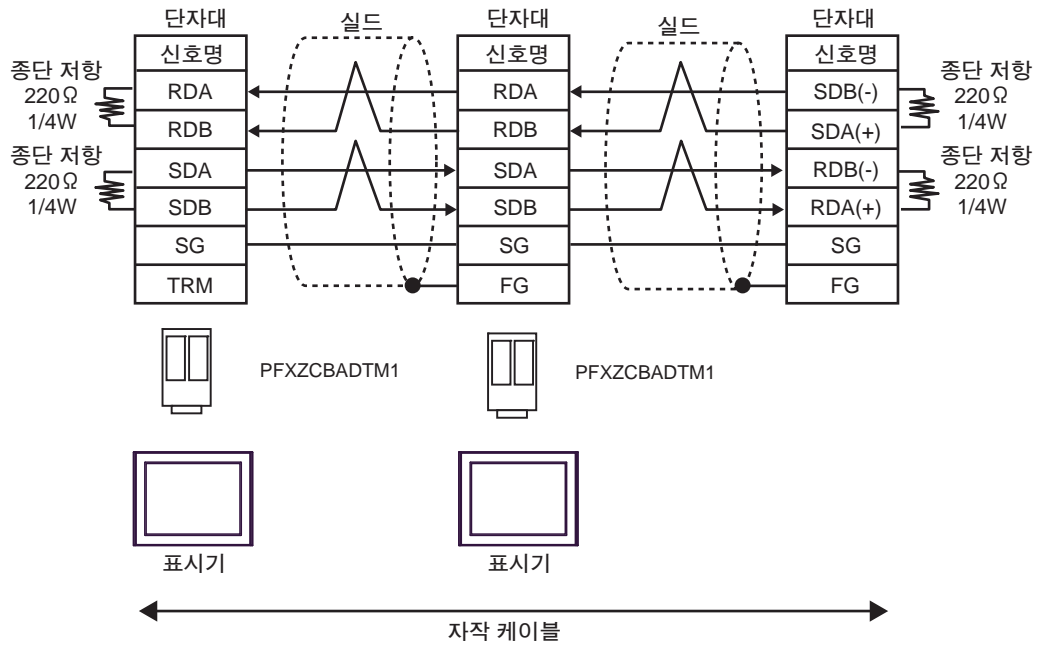 단자대
실드
단자대
실드
단자대
신호명
신호명
신호명
종단 저항
220Ω
1/4W
RDA
RDA
SDB(-)
종단 저항
220Ω
1/4W
RDB
RDB
SDA(+)
종단 저항
220Ω
1/4W
SDA
SDA
RDB(-)
종단 저항
220Ω
1/4W
SDB
SDB
RDA(+)
SG
SG
SG
TRM
FG
FG
PFXZCBADTM1
PFXZCBADTM1
표시기
표시기
자작 케이블